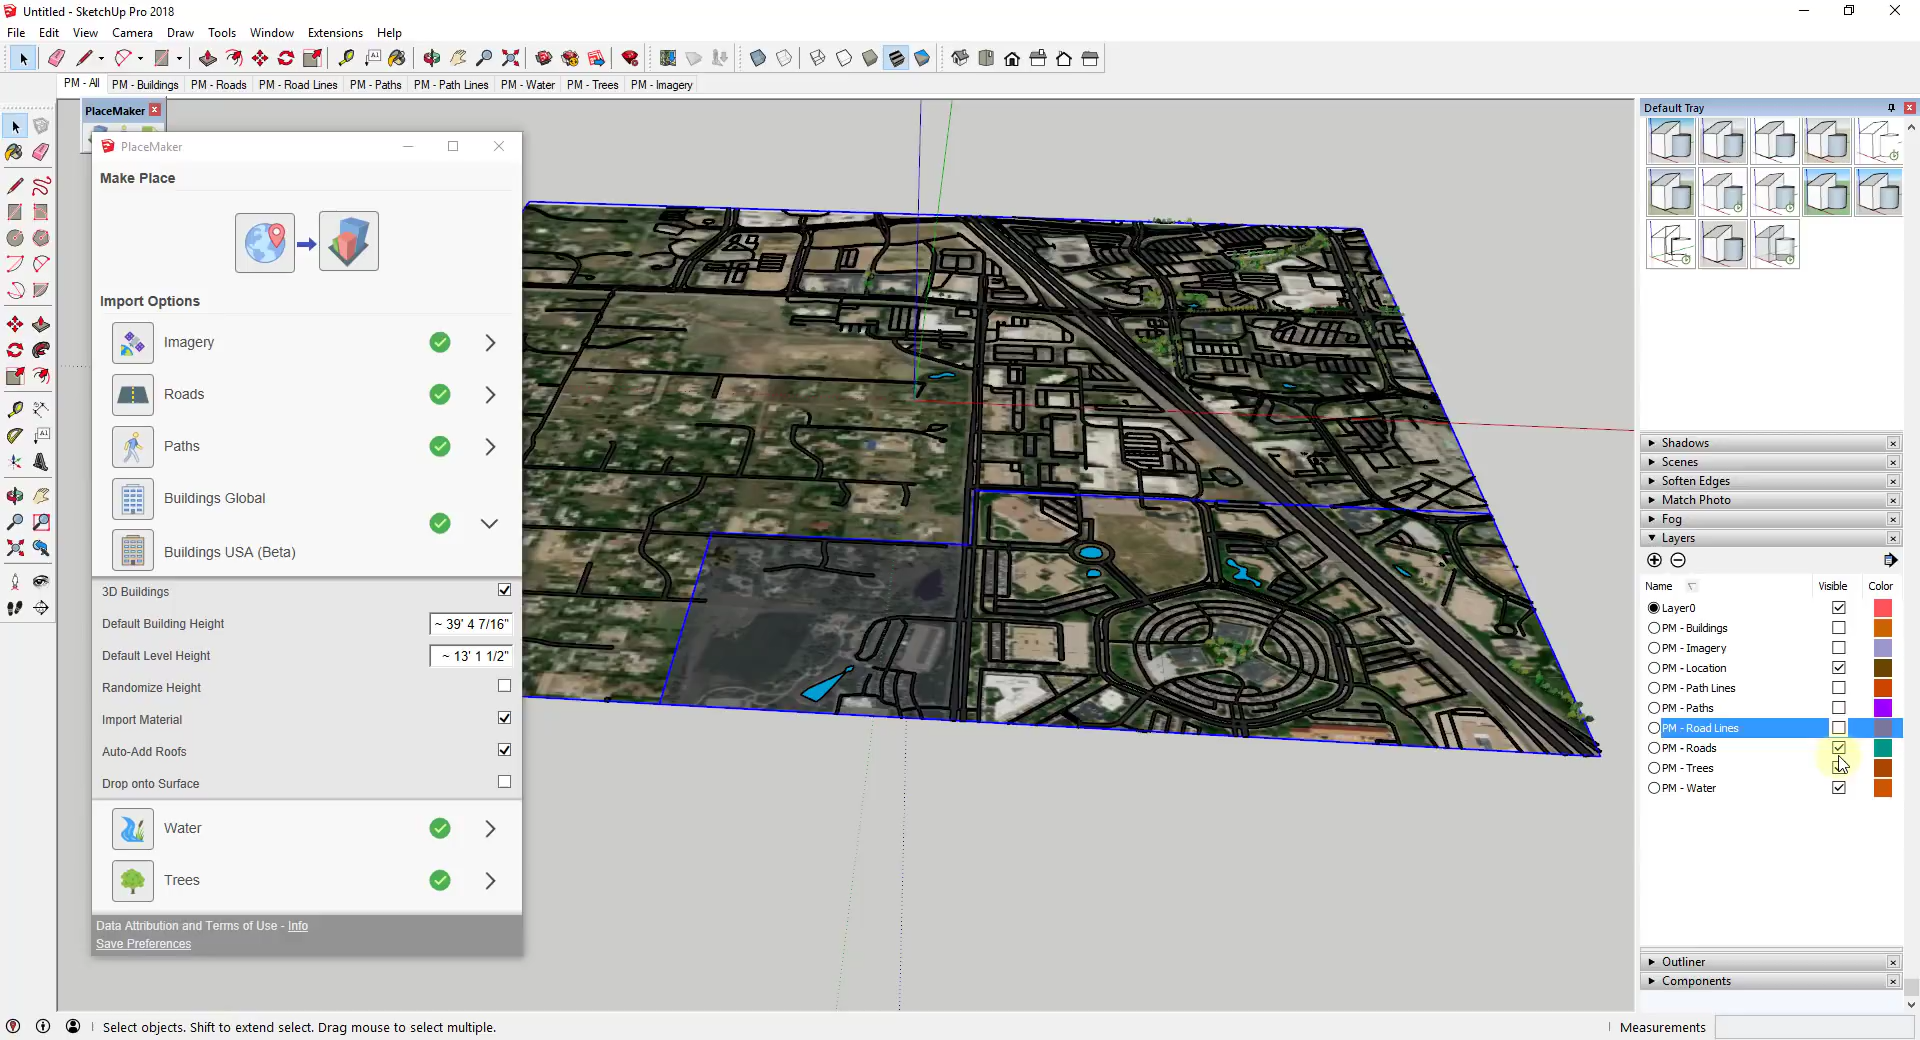 Untitled - SketchUp Pro 2018
File Edit View Camera Draw Tools Window Extensions Help
PM - All PM - Buildings PM - Roads PM - Road Lines PM - Paths PM - Path Lines PM - Water PM - Trees PM - Imagery
PlaceMaker
PlaceMaker
Make Place
Import Options
Imagery
Roads
Paths
Buildings Global
Buildings USA (Beta)
3D Buildings
Default Building Height ~ 39' 4 7/16"
Default Level Height ~ 13' 1 1/2"
Randomize Height
Import Material
Auto-Add Roofs
Drop onto Surface
Water
Trees
Data Attribution and Terms of Use - Info
Save Preferences
Default Tray
Shadows
Scenes
Soften Edges
Match Photo
Fog
Layers
Name Visible Color
Layer0
PM - Buildings
PM - Imagery
PM - Location
PM - Path Lines
PM - Paths
PM - Road Lines
PM - Roads
PM - Trees
PM - Water
Outliner
Components
Select objects. Shift to extend select. Drag mouse to select multiple.
Measurements